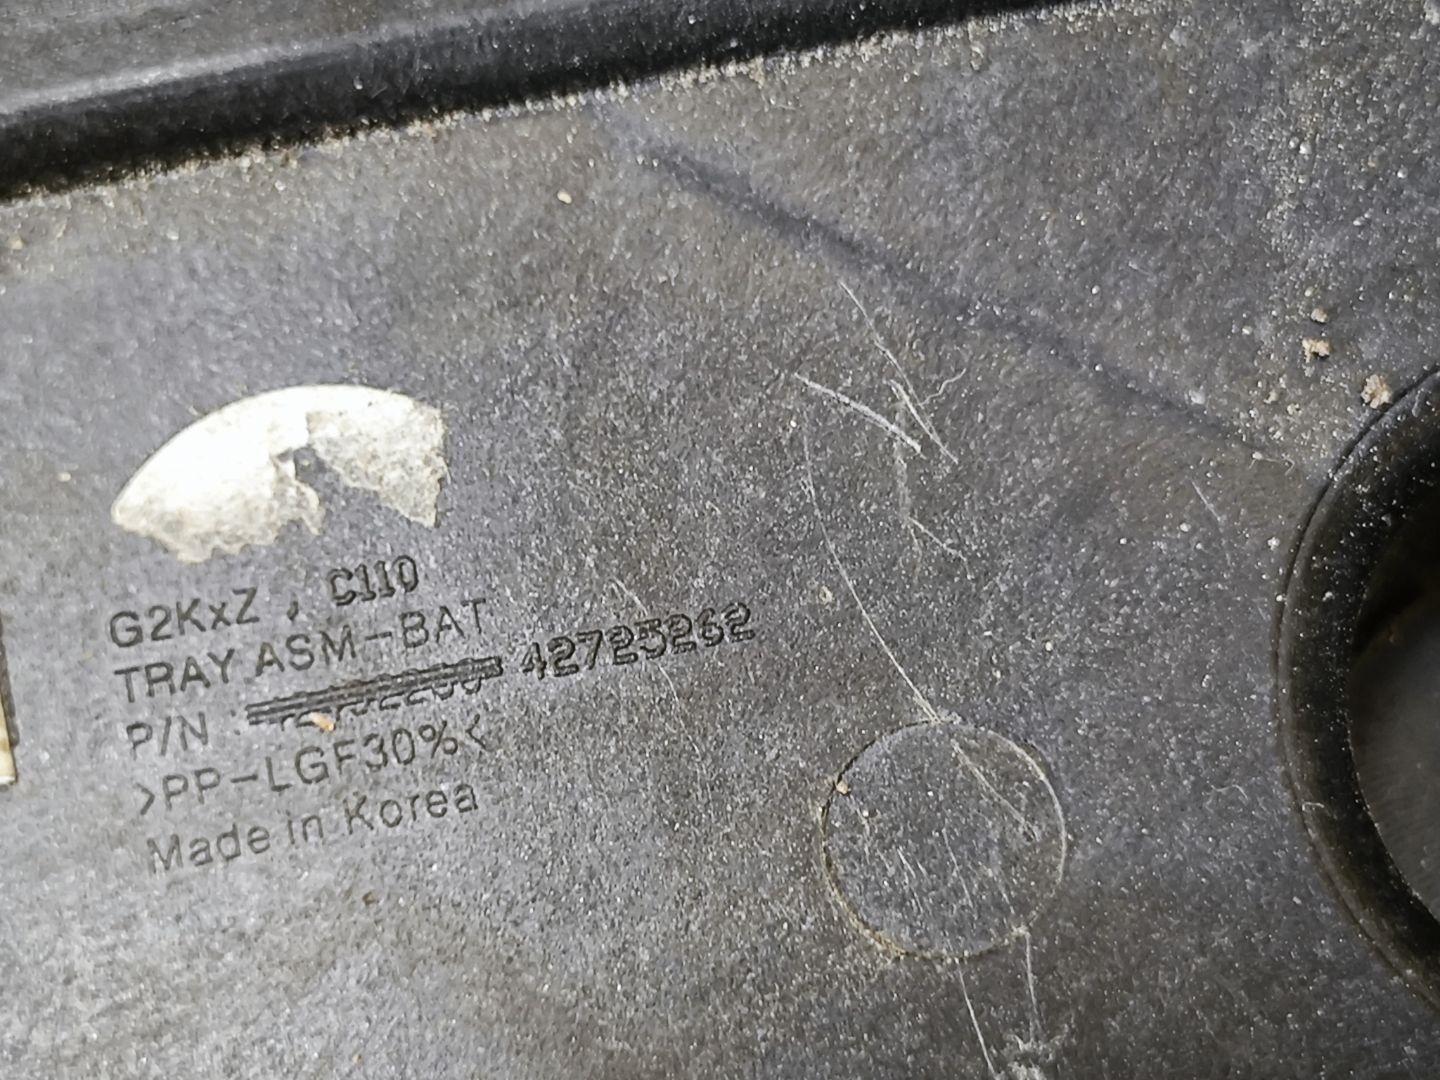 G2KxZ , C110
TRAY ASM-BAT
P/N : 42725262
>PP-LGF30%<
Made in Korea